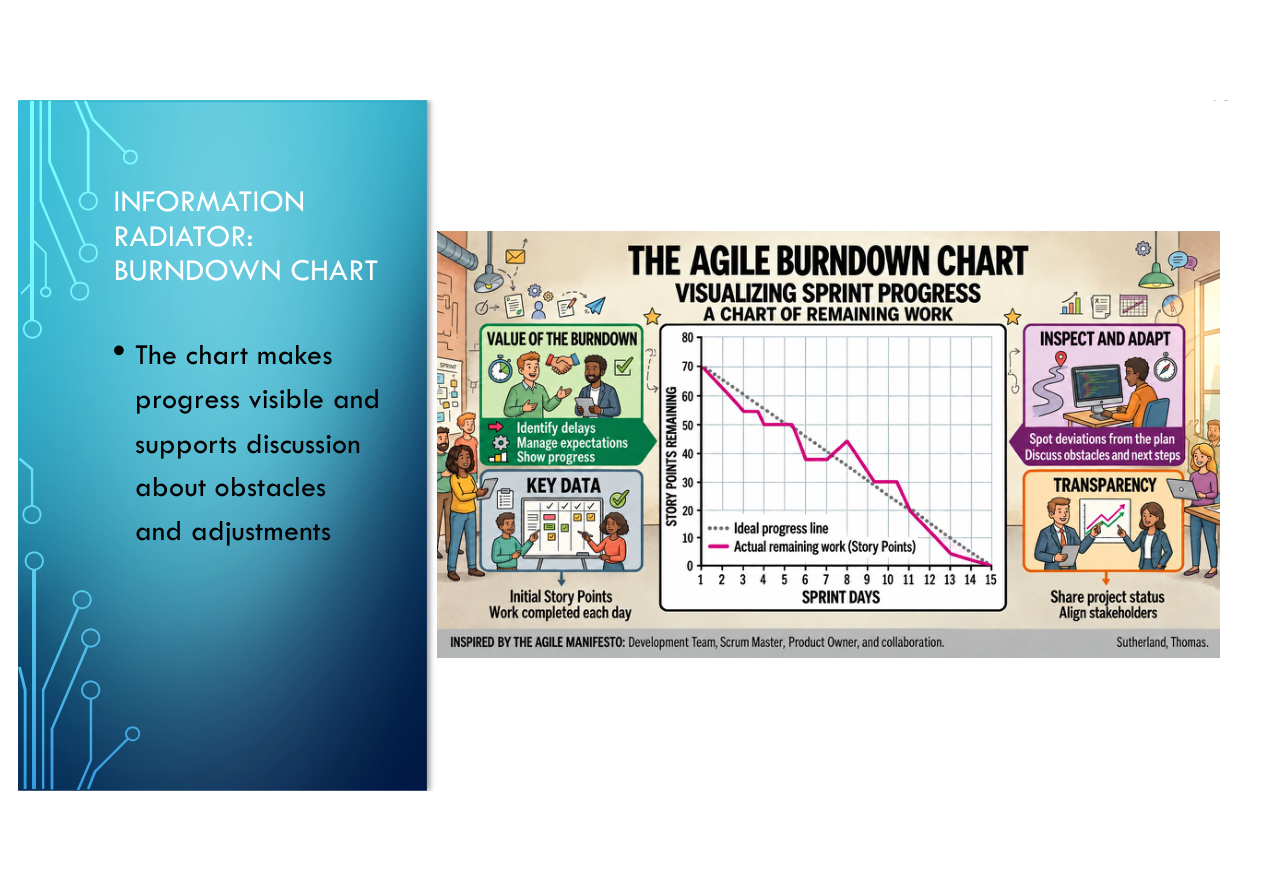 INFORMATION
RADIATOR:
BURNDOWN CHART
• The chart makes
progress visible and
supports discussion
about obstacles
and adjustments
THE AGILE BURNDOWN CHART
VISUALIZING SPRINT PROGRESS
A CHART OF REMAINING WORK
SPRINT
VALUE OF THE BURNDOWN
Identify delays
Manage expectations
Show progress
KEY DATA
Initial Story Points
Work completed each day
STORY POINTS REMAINING
80
70
60
50
40
30
20
10
0
Ideal progress line
Actual remaining work (Story Points)
1 2 3 4 5 6 7 8 9 10 11 12 13 14 15
SPRINT DAYS
INSPECT AND ADAPT
Spot deviations from the plan
Discuss obstacles and next steps
TRANSPARENCY
Share project status
Align stakeholders
INSPIRED BY THE AGILE MANIFESTO: Development Team, Scrum Master, Product Owner, and collaboration.
Sutherland, Thomas.